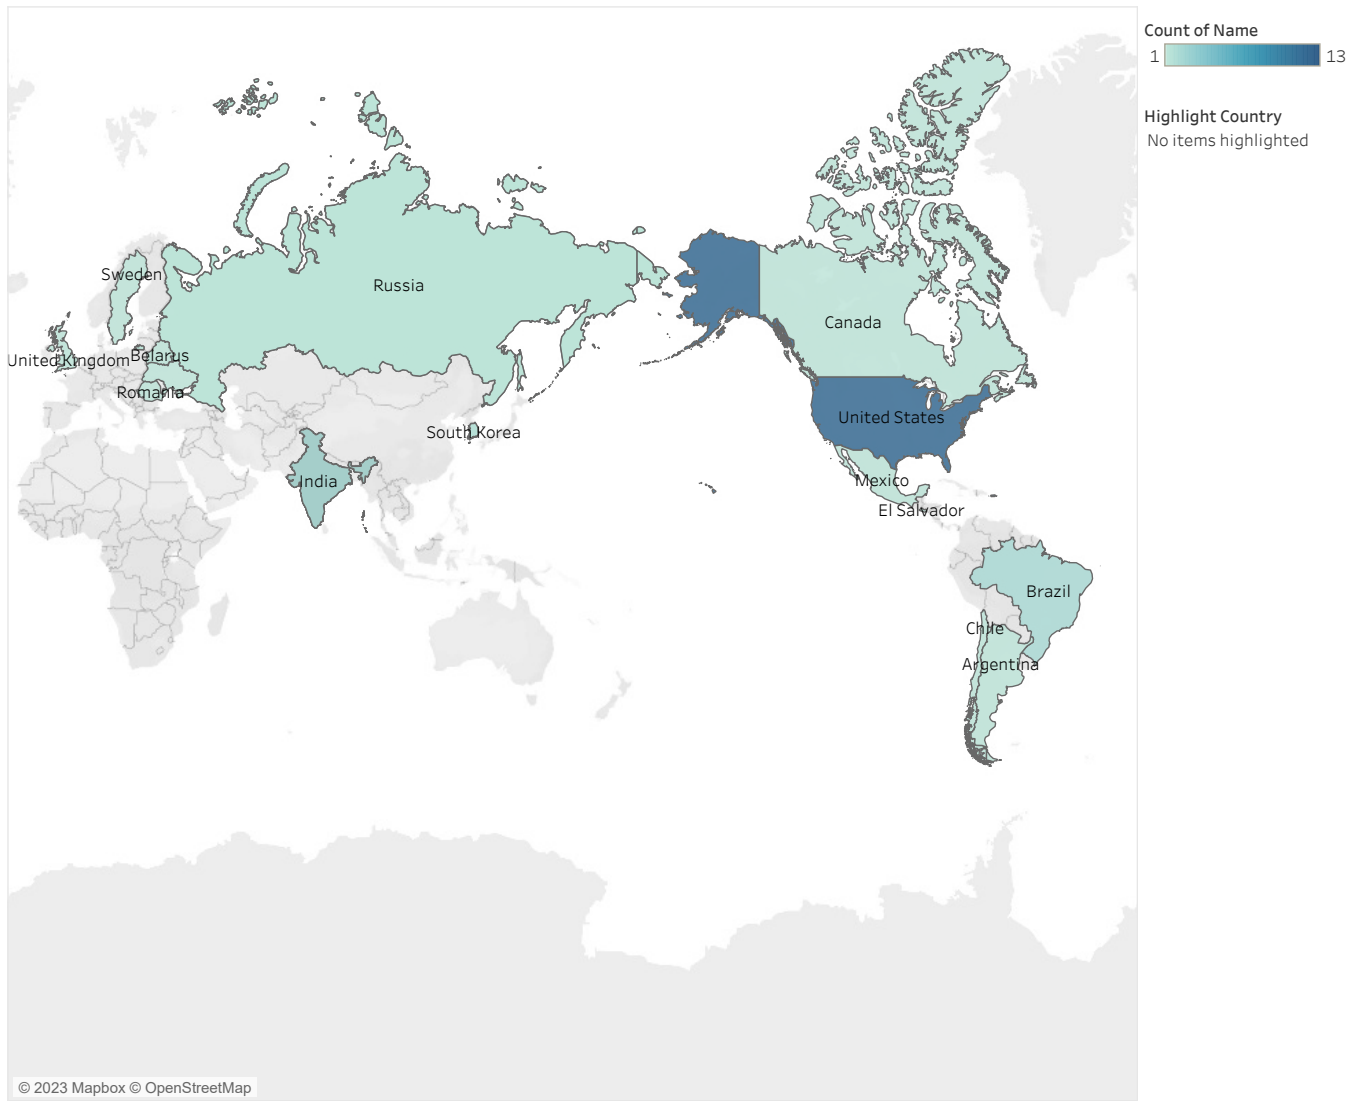 Count of Name
1 13
Highlight Country
No items highlighted
Sweden
Russia
Canada
United Kingdom
Belarus
Romania
United States
South Korea
India
Mexico
El Salvador
Brazil
Chile
Argentina
© 2023 Mapbox © OpenStreetMap